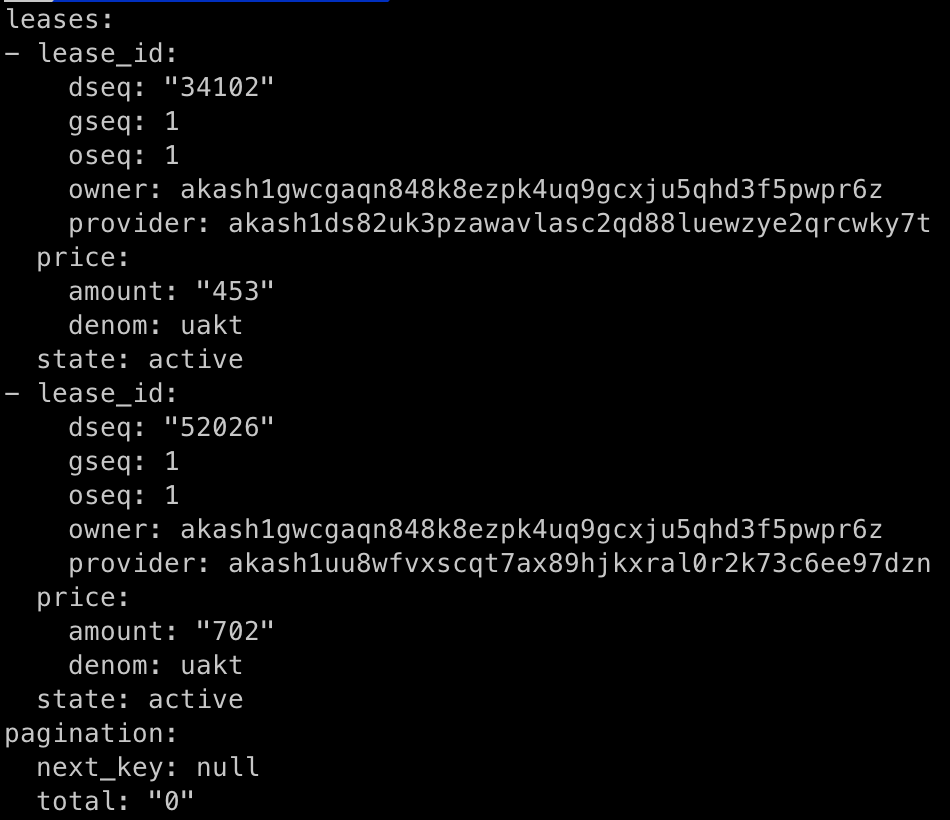 leases:
- lease_id:
    dseq: "34102"
    gseq: 1
    oseq: 1
    owner: akash1gwcgaqn848k8ezpk4uq9gcxju5qhd3f5pwpr6z
    provider: akash1ds82uk3pzawavlasc2qd88luewzye2qrcwky7t
  price:
    amount: "453"
    denom: uakt
  state: active
- lease_id:
    dseq: "52026"
    gseq: 1
    oseq: 1
    owner: akash1gwcgaqn848k8ezpk4uq9gcxju5qhd3f5pwpr6z
    provider: akash1uu8wfvxscqt7ax89hjkxral0r2k73c6ee97dzn
  price:
    amount: "702"
    denom: uakt
  state: active
pagination:
  next_key: null
  total: "0"